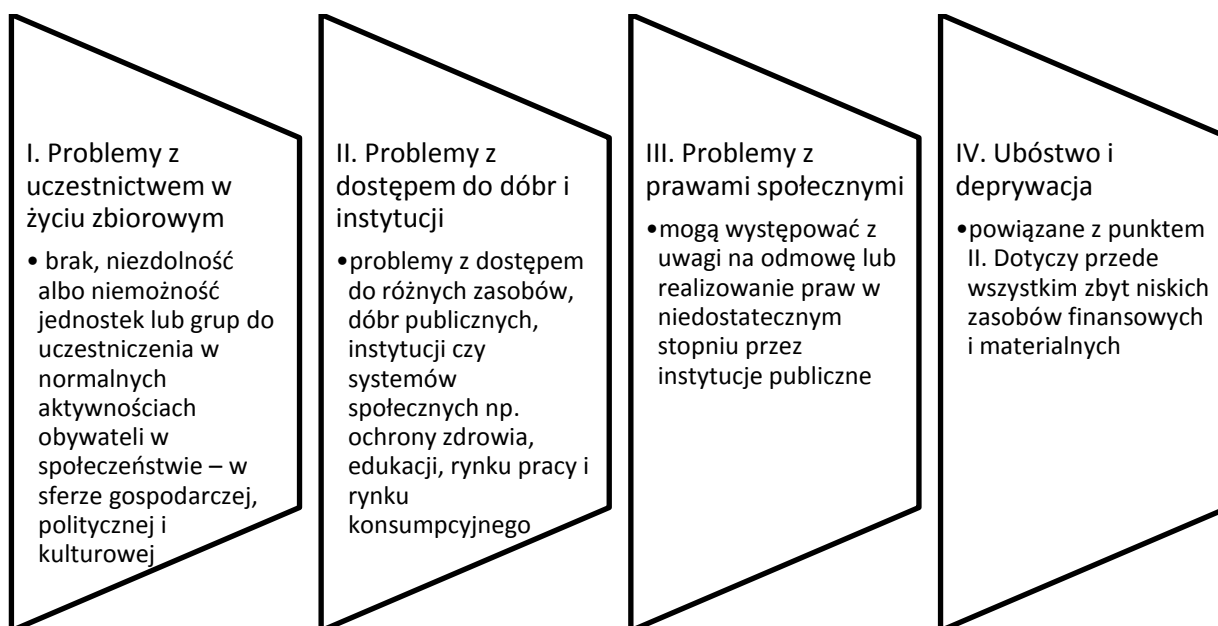 I. Problemy z
uczestnictwem w
życiu zbiorowym
• brak, niezdolność
albo niemożność
jednostek lub grup do
uczestniczenia w
normalnych
aktywnościach
obywateli w
społeczeństwie – w
sferze gospodarczej,
politycznej i
kulturowej
II. Problemy z
dostępem do dóbr i
instytucji
•problemy z dostępem
do różnych zasobów,
dóbr publicznych,
instytucji czy
systemów
społecznych np.
ochrony zdrowia,
edukacji, rynku pracy i
rynku
konsumpcyjnego
III. Problemy z
prawami społecznymi
•mogą występować z
uwagi na odmowę lub
realizowanie praw w
niedostatecznym
stopniu przez
instytucje publiczne
IV. Ubóstwo i
deprywacja
•powiązane z punktem
II. Dotyczy przede
wszystkim zbyt niskich
zasobów finansowych
i materialnych